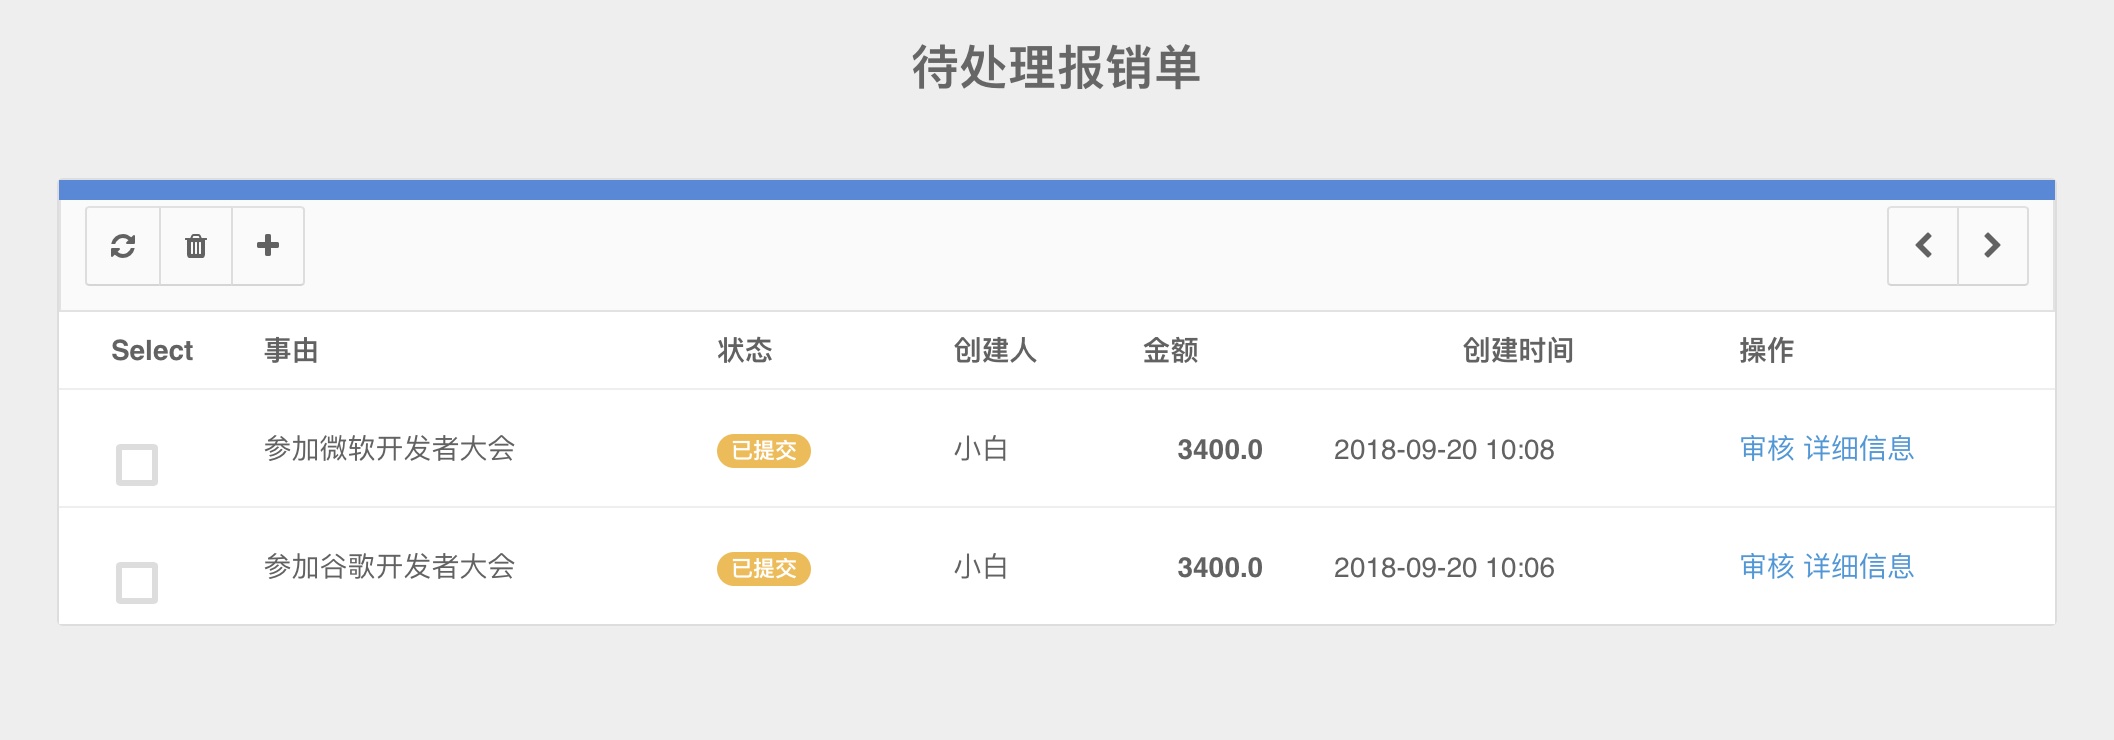 待处理报销单
Select 事由 状态 创建人 金额 创建时间 操作
参加微软开发者大会 已提交 小白 3400.0 2018-09-20 10:08 审核 详细信息
参加谷歌开发者大会 已提交 小白 3400.0 2018-09-20 10:06 审核 详细信息